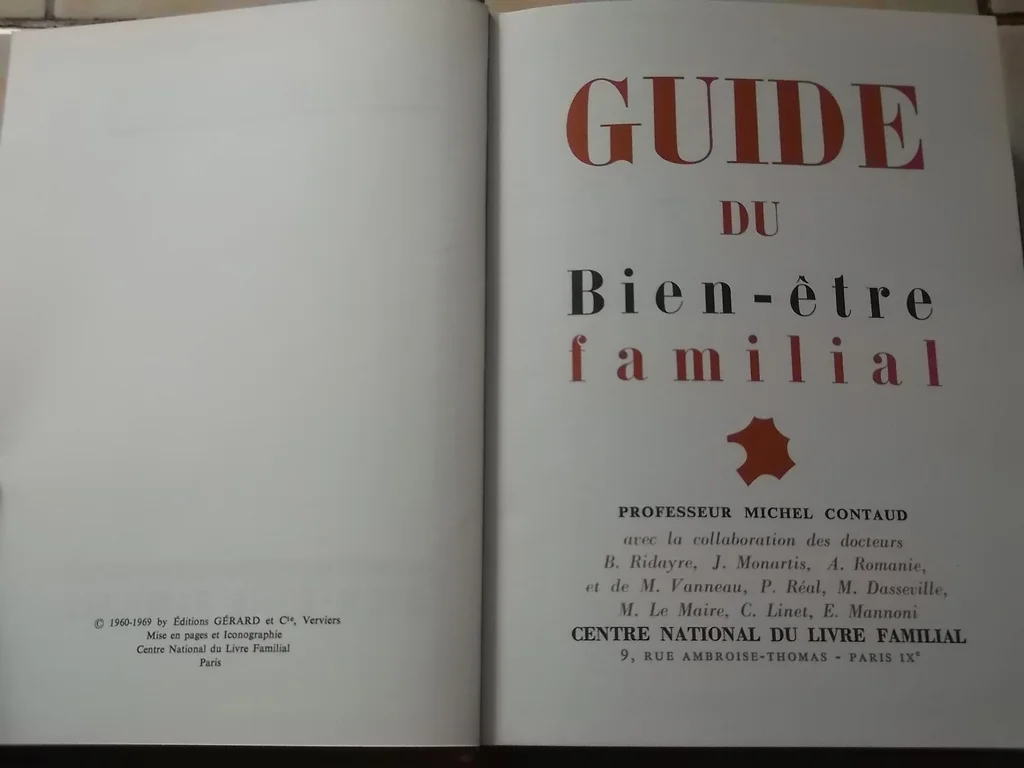 © 1960-1969 by Éditions GÉRARD et Cie, Verviers
Mise en pages et Iconographie
Centre National du Livre Familial
Paris
GUIDE
DU
Bien-être
familial
PROFESSEUR MICHEL CONTAUD
avec la collaboration des docteurs
B. Ridayre, J. Monartis, A. Romanie,
et de M. Vanneau, P. Réal, M. Dasseville,
M. Le Maire, C. Linet, E. Mannoni
CENTRE NATIONAL DU LIVRE FAMILIAL
9, RUE AMBROISE-THOMAS - PARIS IXe